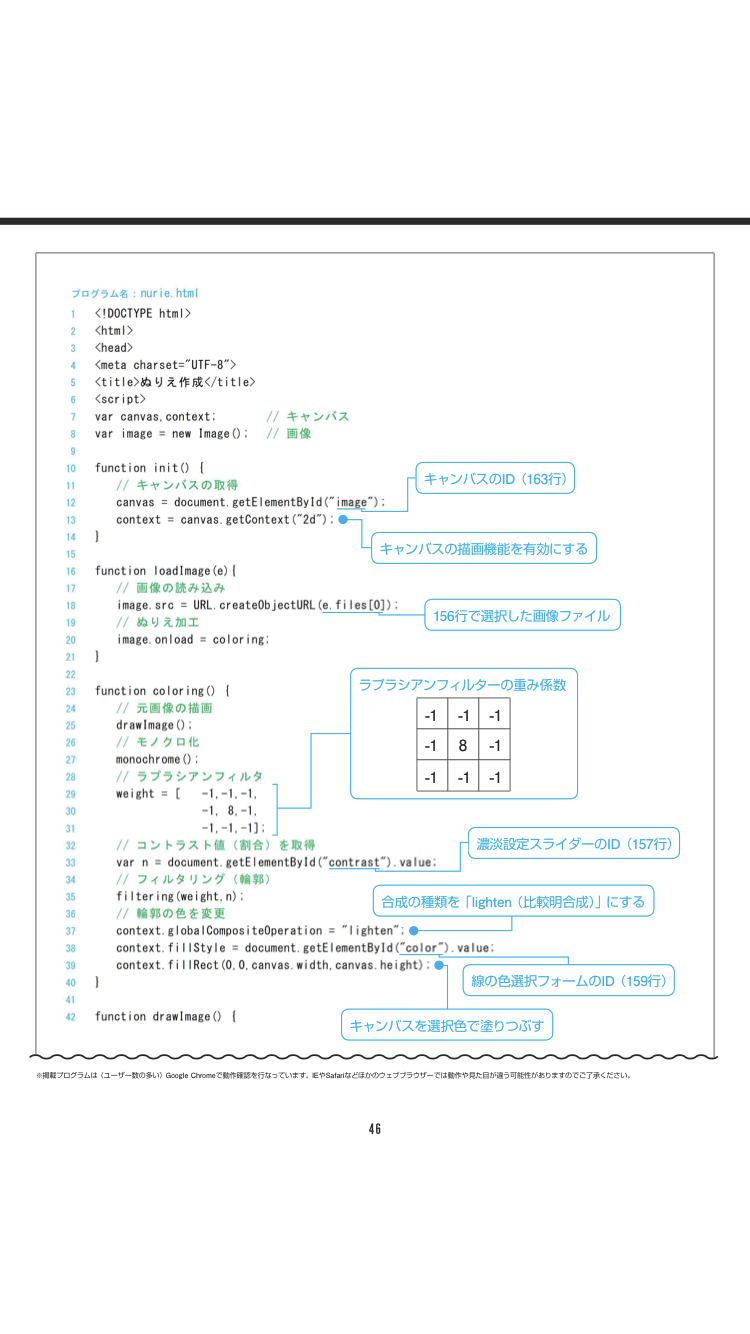 プログラム名：nurie.html
1 <!DOCTYPE html>
2 <html>
3 <head>
4 <meta charset="UTF-8">
5 <title>ぬりえ作成</title>
6 <script>
7 var canvas,context; // キャンバス
8 var image = new Image(); // 画像
9
10 function init() {
11 // キャンバスの取得
キャンバスのID（163行）
12 canvas = document.getElementById("image");
13 context = canvas.getContext("2d");
14 }
キャンバスの描画機能を有効にする
15
16 function loadImage(e){
17 // 画像の読み込み
18 image.src = URL.createObjectURL(e.files[0]);
156行で選択した画像ファイル
19 // ぬりえ加工
20 image.onload = coloring;
21 }
22
23 function coloring() {
24 // 元画像の描画
25 drawImage();
26 // モノクロ化
27 monochrome();
28 // ラプラシアンフィルタ
29 weight = [ -1,-1,-1,
30 -1, 8,-1,
31 -1,-1,-1];
ラプラシアンフィルターの重み係数
-1 -1 -1
-1 8 -1
-1 -1 -1
32 // コントラスト値（割合）を取得
濃淡設定スライダーのID（157行）
33 var n = document.getElementById("contrast").value;
34 // フィルタリング（輪郭）
35 filtering(weight,n);
合成の種類を「lighten（比較明合成）」にする
36 // 輪郭の色を変更
37 context.globalCompositeOperation = "lighten";
38 context.fillStyle = document.getElementById("color").value;
39 context.fillRect(0,0,canvas.width,canvas.height);
線の色選択フォームのID（159行）
40 }
41
42 function drawImage() {
キャンバスを選択色で塗りつぶす
※掲載プログラムは（ユーザー数の多い）Google Chromeで動作確認を行なっています。IEやSafariなどほかのウェブブラウザーでは動作や見た目が違う可能性がありますのでご了承ください。
46